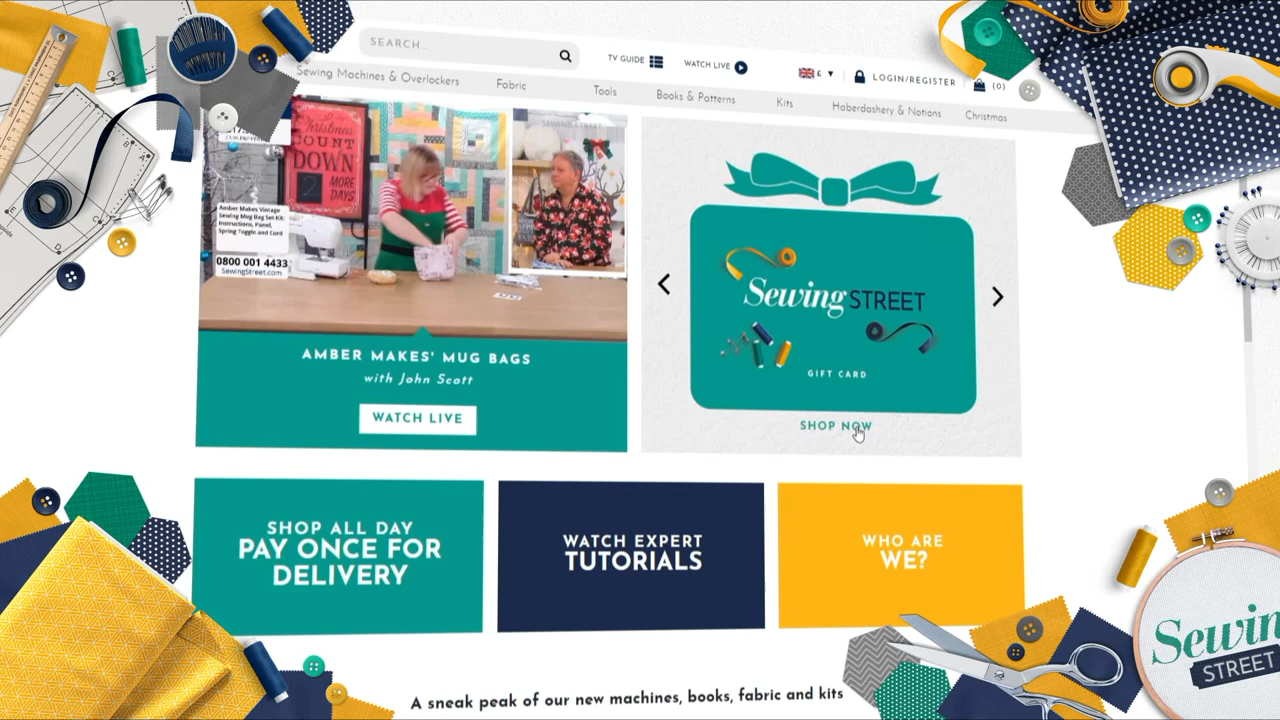 SEARCH...
TV GUIDE
WATCH LIVE
£
LOGIN/REGISTER
(0)
Sewing Machines & Overlockers
Fabric
Tools
Books & Patterns
Kits
Haberdashery & Notions
Christmas
Christmas
COUNT
DOWN
2 MORE
DAYS
SEWING STREET
Amber Makes Vintage
Sewing Mug Bag Set Kit:
Instructions, Panel,
Spring Toggle and Cord
0800 001 4433
SewingStreet.com
AMBER MAKES' MUG BAGS
with John Scott
WATCH LIVE
Sewing STREET
GIFT CARD
SHOP NOW
SHOP ALL DAY
PAY ONCE FOR
DELIVERY
WATCH EXPERT
TUTORIALS
WHO ARE
WE?
A sneak peak of our new machines, books, fabric and kits
Sewin
STREET